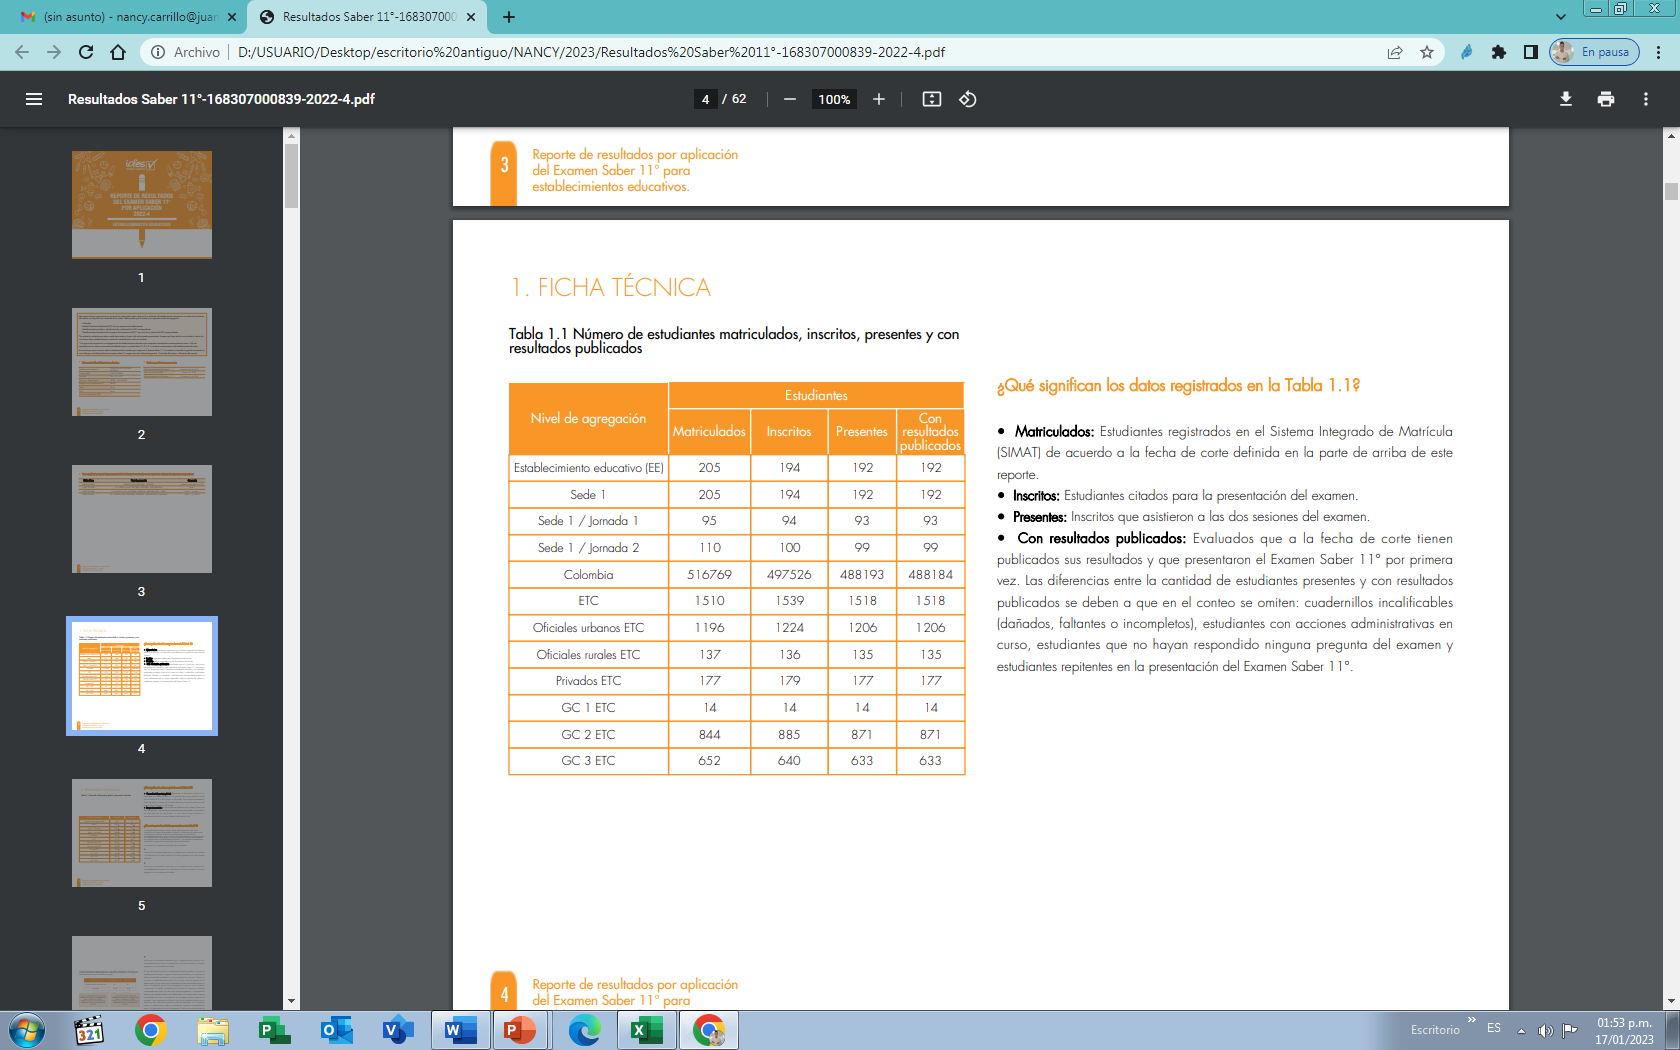 (sin asunto) - nancy.carrillo@juan
Resultados Saber 11°-168307000
Archivo
D:/USUARIO/Desktop/escritorio%20antiguo/NANCY/2023/Resultados%20Saber%2011°-168307000839-2022-4.pdf
En pausa
Resultados Saber 11°-168307000839-2022-4.pdf
4 / 62
100%
icfes
REPORTE DE RESULTADOS
DEL EXAMEN SABER 11°
POR APLICACIÓN
2022-4
1
2
3
4
5
3
Reporte de resultados por aplicación
del Examen Saber 11° para
establecimientos educativos.
1. FICHA TÉCNICA
Tabla 1.1 Número de estudiantes matriculados, inscritos, presentes y con
resultados publicados
Nivel de agregación
Estudiantes
Matriculados Inscritos Presentes Con resultados publicados
Establecimiento educativo (EE) 205 194 192 192
Sede 1 205 194 192 192
Sede 1 / Jornada 1 95 94 93 93
Sede 1 / Jornada 2 110 100 99 99
Colombia 516769 497526 488193 488184
ETC 1510 1539 1518 1518
Oficiales urbanos ETC 1196 1224 1206 1206
Oficiales rurales ETC 137 136 135 135
Privados ETC 177 179 177 177
GC 1 ETC 14 14 14 14
GC 2 ETC 844 885 871 871
GC 3 ETC 652 640 633 633
¿Qué significan los datos registrados en la Tabla 1.1?
• Matriculados: Estudiantes registrados en el Sistema Integrado de Matrícula
(SIMAT) de acuerdo a la fecha de corte definida en la parte de arriba de este
reporte.
• Inscritos: Estudiantes citados para la presentación del examen.
• Presentes: Inscritos que asistieron a las dos sesiones del examen.
• Con resultados publicados: Evaluados que a la fecha de corte tienen
publicados sus resultados y que presentaron el Examen Saber 11° por primera
vez. Las diferencias entre la cantidad de estudiantes presentes y con resultados
publicados se deben a que en el conteo se omiten: cuadernillos incalificables
(dañados, faltantes o incompletos), estudiantes con acciones administrativas en
curso, estudiantes que no hayan respondido ninguna pregunta del examen y
estudiantes repitentes en la presentación del Examen Saber 11°.
4
Reporte de resultados por aplicación
del Examen Saber 11° para
321
Escritorio
ES
01:53 p.m.
17/01/2023